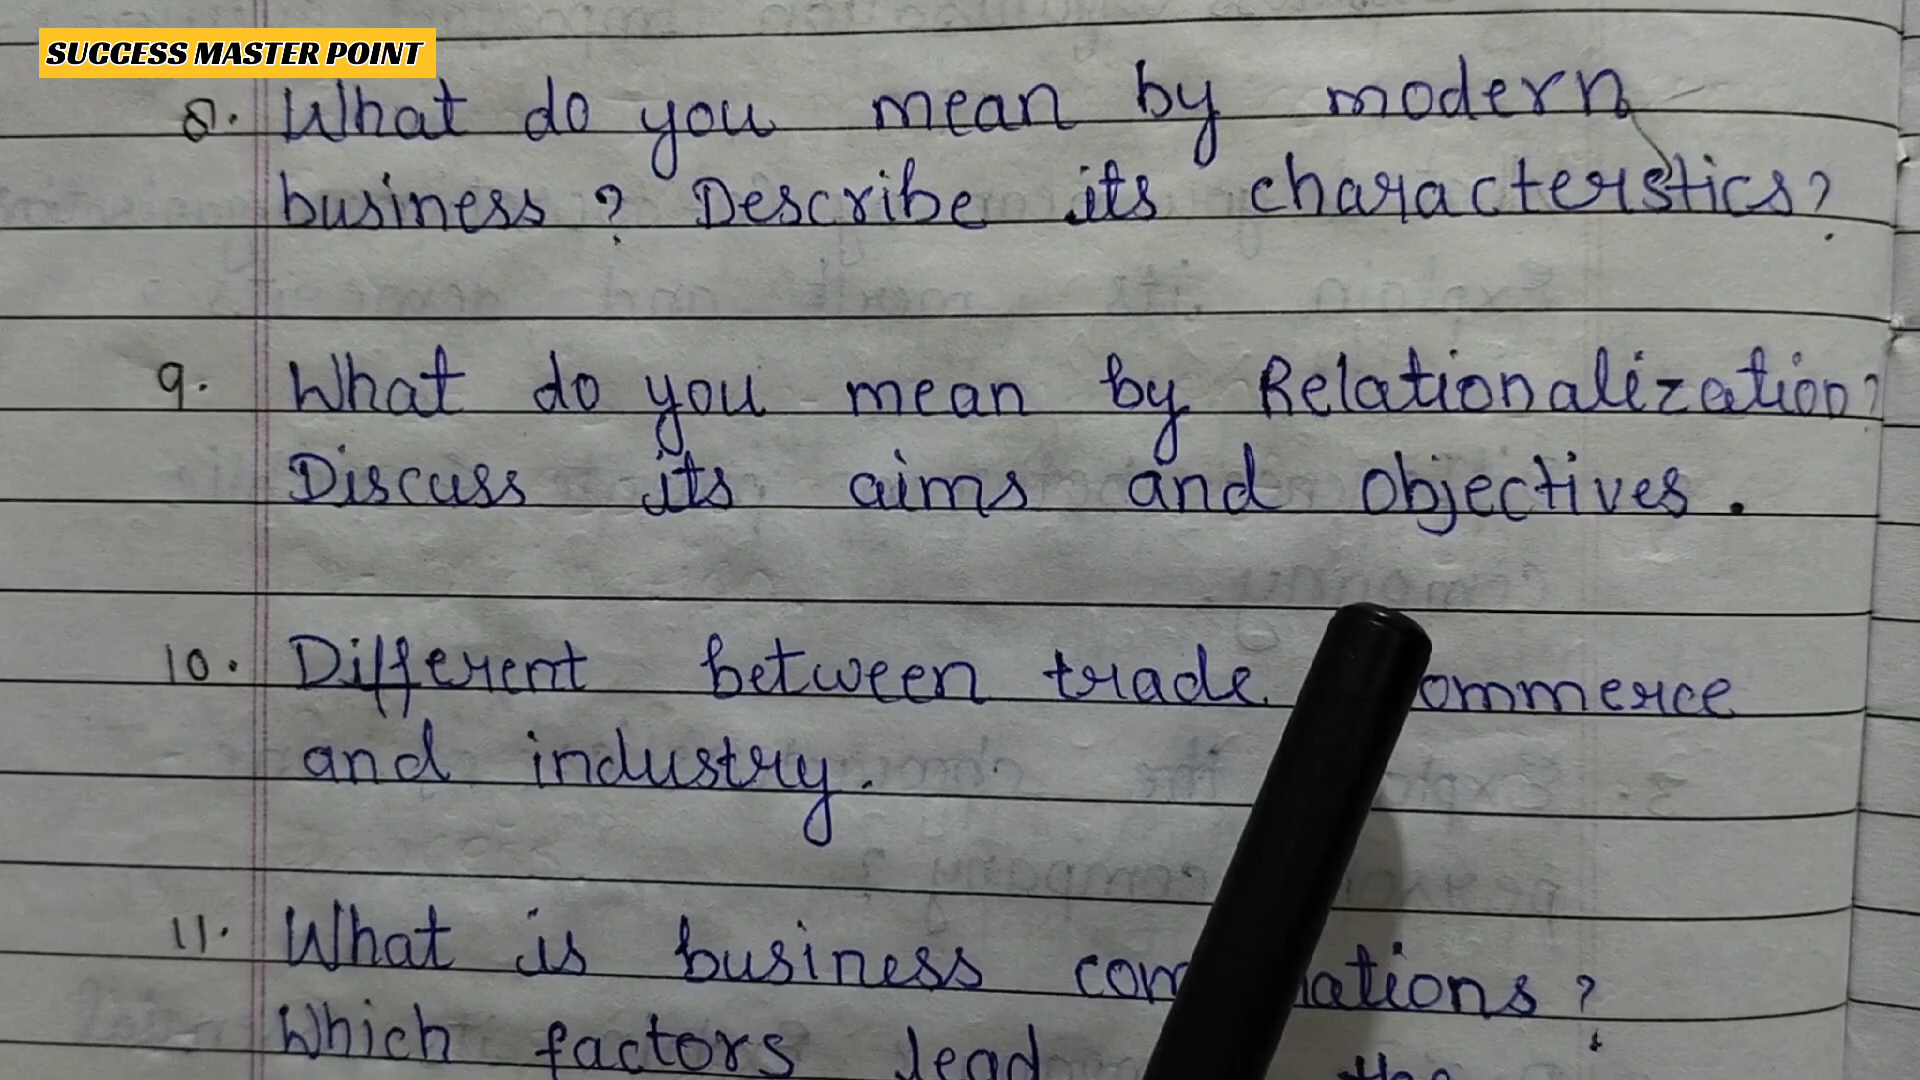 SUCCESS MASTER POINT
8. What do you mean by modern
business? Describe its characterstics?
9. What do you mean by Relationalization?
Discuss its aims and objectives.
10. Different between trade ommerce
and industry.
11. What is business ations?
Which factors lead the